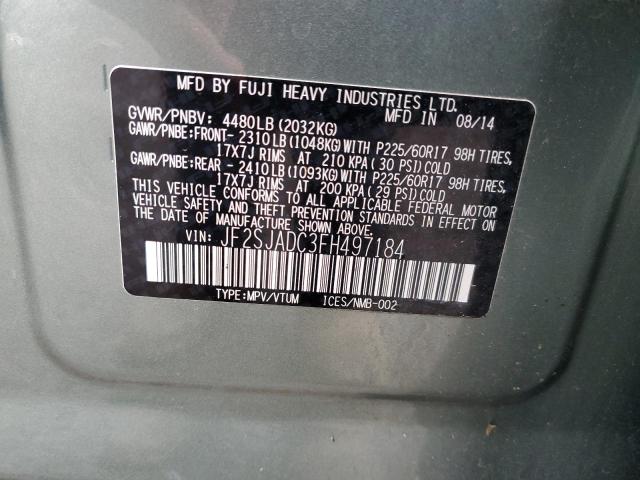 MFD BY FUJI HEAVY INDUSTRIES LTD.
GVWR/PNBV: 4480LB (2032KG) MFD IN 08/14
GAWR/PNBE:FRONT- 2310LB (1048KG) WITH P225/60R17 98H TIRES,
17X7J RIMS AT 210 KPA ( 30 PSI) COLD
GAWR/PNBE:REAR - 2410LB (1093KG) WITH P225/60R17 98H TIRES,
17X7J RIMS AT 200 KPA ( 29 PSI) COLD
THIS VEHICLE CONFORMS TO ALL APPLICABLE FEDERAL MOTOR
VEHICLE SAFETY, BUMPER, AND THEFT PREVENTION STANDARDS IN EFFECT ON
THE DATE OF MANUFACTURE SHOWN ABOVE.
VIN: JF2SJADC3FH497184
TYPE:MPV/VTUM ICES/NMB-002